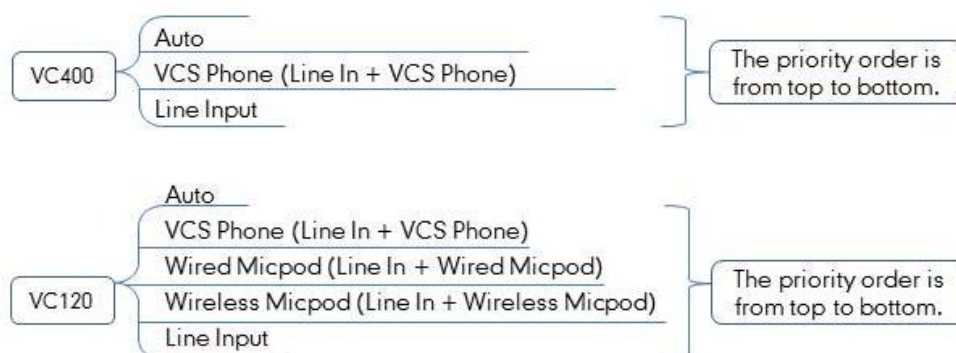 VC400
Auto
VCS Phone (Line In + VCS Phone)
Line Input
The priority order is
from top to bottom.
VC120
Auto
VCS Phone (Line In + VCS Phone)
Wired Micpod (Line In + Wired Micpod)
Wireless Micpod (Line In + Wireless Micpod)
Line Input
The priority order is
from top to bottom.